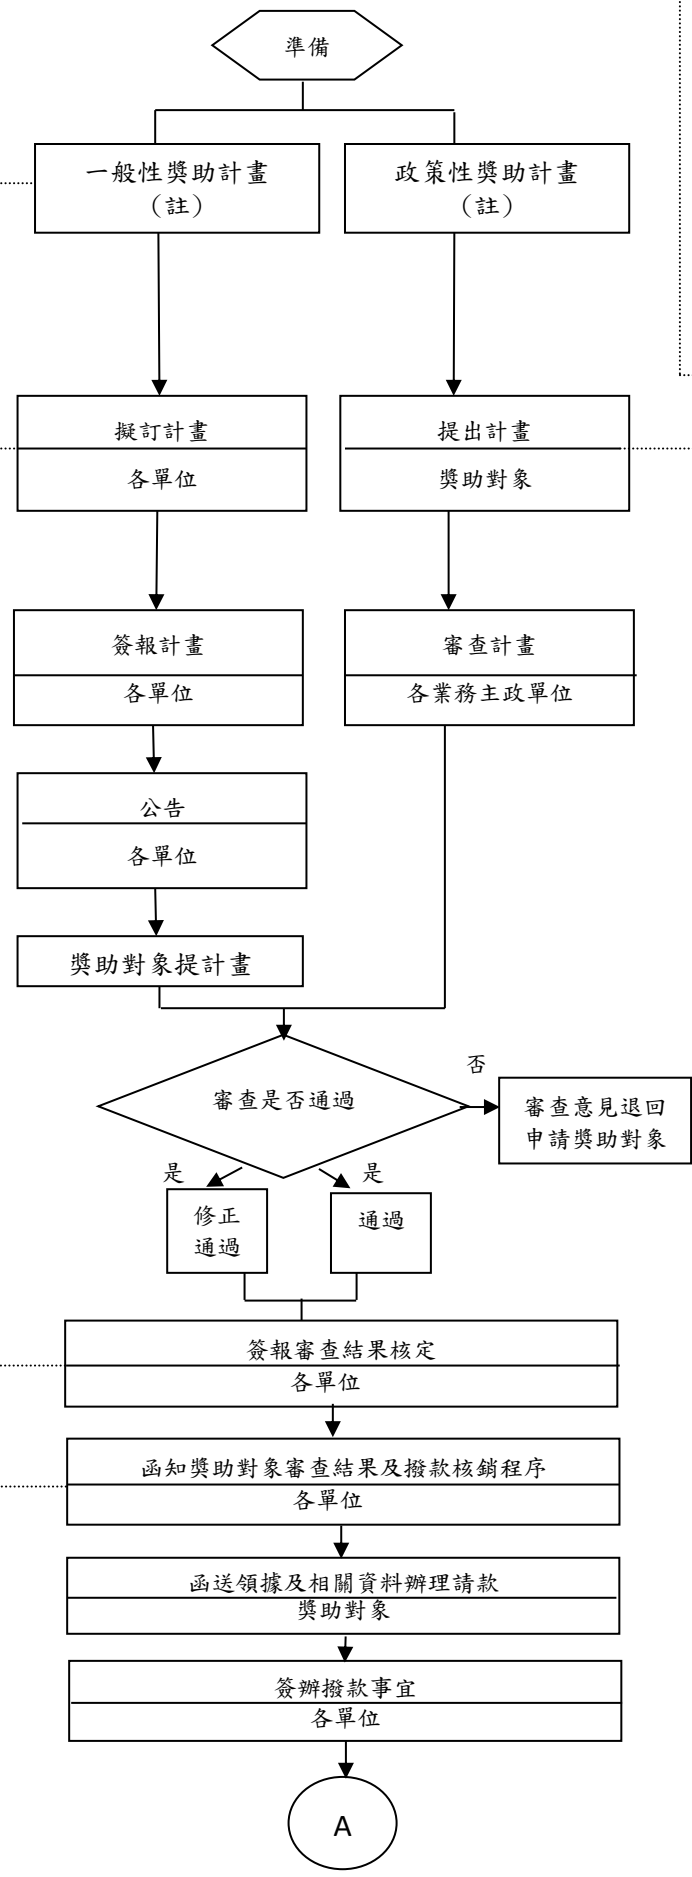 準備
一般性獎助計畫
（註）
政策性獎助計畫
（註）
擬訂計畫
各單位
提出計畫
獎助對象
簽報計畫
各單位
審查計畫
各業務主政單位
公告
各單位
獎助對象提計畫
審查是否通過
否
審查意見退回
申請獎助對象
是
是
修正
通過
通過
簽報審查結果核定
各單位
函知獎助對象審查結果及撥款核銷程序
各單位
函送領據及相關資料辦理請款
獎助對象
簽辦撥款事宜
各單位
A